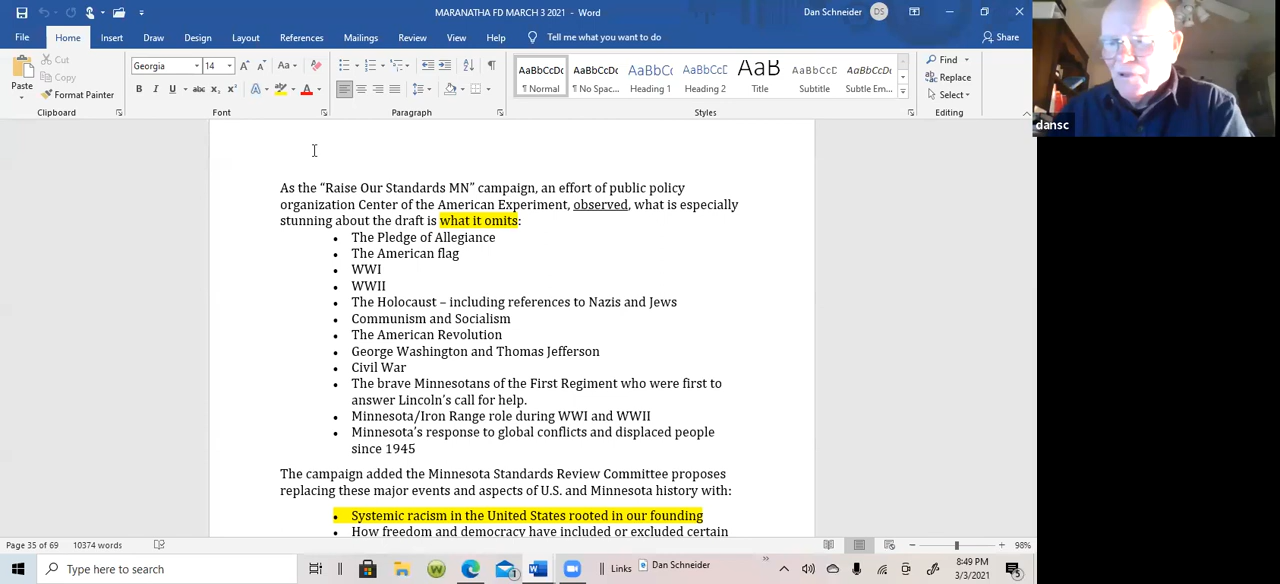 MARANATHA FD MARCH 3 2021 - Word
Dan Schneider
DS
File
Home
Insert
Draw
Design
Layout
References
Mailings
Review
View
Help
Tell me what you want to do
Share
Paste
Cut
Copy
Format Painter
Clipboard
Georgia
14
Font
Paragraph
AaBbCcDc
¶ Normal
AaBbCcDc
¶ No Spac...
AaBbCc
Heading 1
AaBbCcD
Heading 2
AaB
Title
AaBbCcD
Subtitle
AaBbCcDc
Subtle Em...
Styles
Find
Replace
Select
Editing
dansc
As the “Raise Our Standards MN” campaign, an effort of public policy
organization Center of the American Experiment, observed, what is especially
stunning about the draft is what it omits:
• The Pledge of Allegiance
• The American flag
• WWI
• WWII
• The Holocaust – including references to Nazis and Jews
• Communism and Socialism
• The American Revolution
• George Washington and Thomas Jefferson
• Civil War
• The brave Minnesotans of the First Regiment who were first to
answer Lincoln’s call for help.
• Minnesota/Iron Range role during WWI and WWII
• Minnesota’s response to global conflicts and displaced people
since 1945
The campaign added the Minnesota Standards Review Committee proposes
replacing these major events and aspects of U.S. and Minnesota history with:
• Systemic racism in the United States rooted in our founding
• How freedom and democracy have included or excluded certain
Page 35 of 69
10374 words
98%
Type here to search
Links
Dan Schneider
8:49 PM
3/3/2021